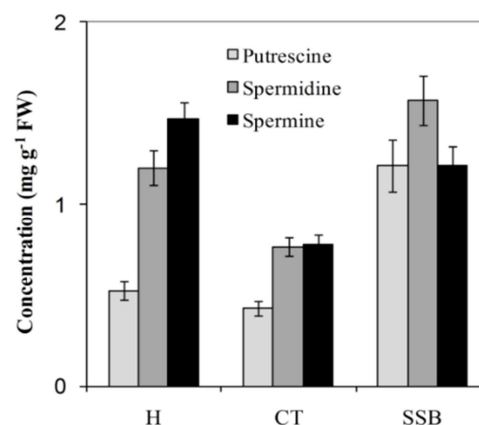 2
Putrescine
Spermidine
Spermine
1
0
Concentration (mg g⁻¹ FW)
H CT SSB